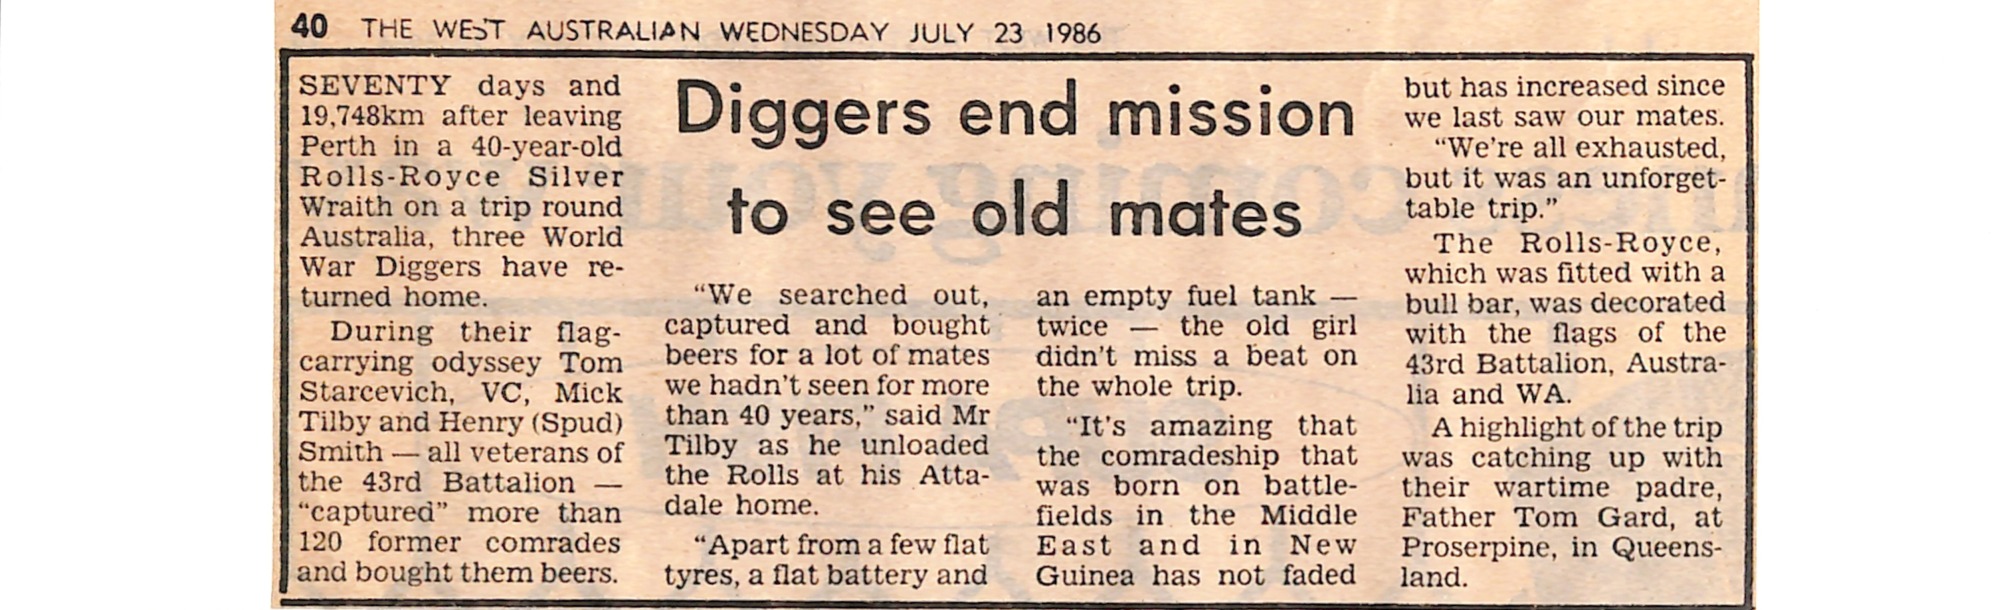 40 THE WEST AUSTRALIAN WEDNESDAY JULY 23 1986
Diggers end mission
to see old mates
SEVENTY days and
19,748km after leaving
Perth in a 40-year-old
Rolls-Royce Silver
Wraith on a trip round
Australia, three World
War Diggers have re-
turned home.
During their flag-
carrying odyssey Tom
Starcevich, VC, Mick
Tilby and Henry (Spud)
Smith — all veterans of
the 43rd Battalion —
“captured” more than
120 former comrades
and bought them beers.
“We searched out,
captured and bought
beers for a lot of mates
we hadn't seen for more
than 40 years,” said Mr
Tilby as he unloaded
the Rolls at his Atta-
dale home.
“Apart from a few flat
tyres, a flat battery and
an empty fuel tank —
twice — the old girl
didn't miss a beat on
the whole trip.
“It's amazing that
the comradeship that
was born on battle-
fields in the Middle
East and in New
Guinea has not faded
but has increased since
we last saw our mates.
“We're all exhausted,
but it was an unforget-
table trip.”
The Rolls-Royce,
which was fitted with a
bull bar, was decorated
with the flags of the
43rd Battalion, Austra-
lia and WA.
A highlight of the trip
was catching up with
their wartime padre,
Father Tom Gard, at
Proserpine, in Queens-
land.